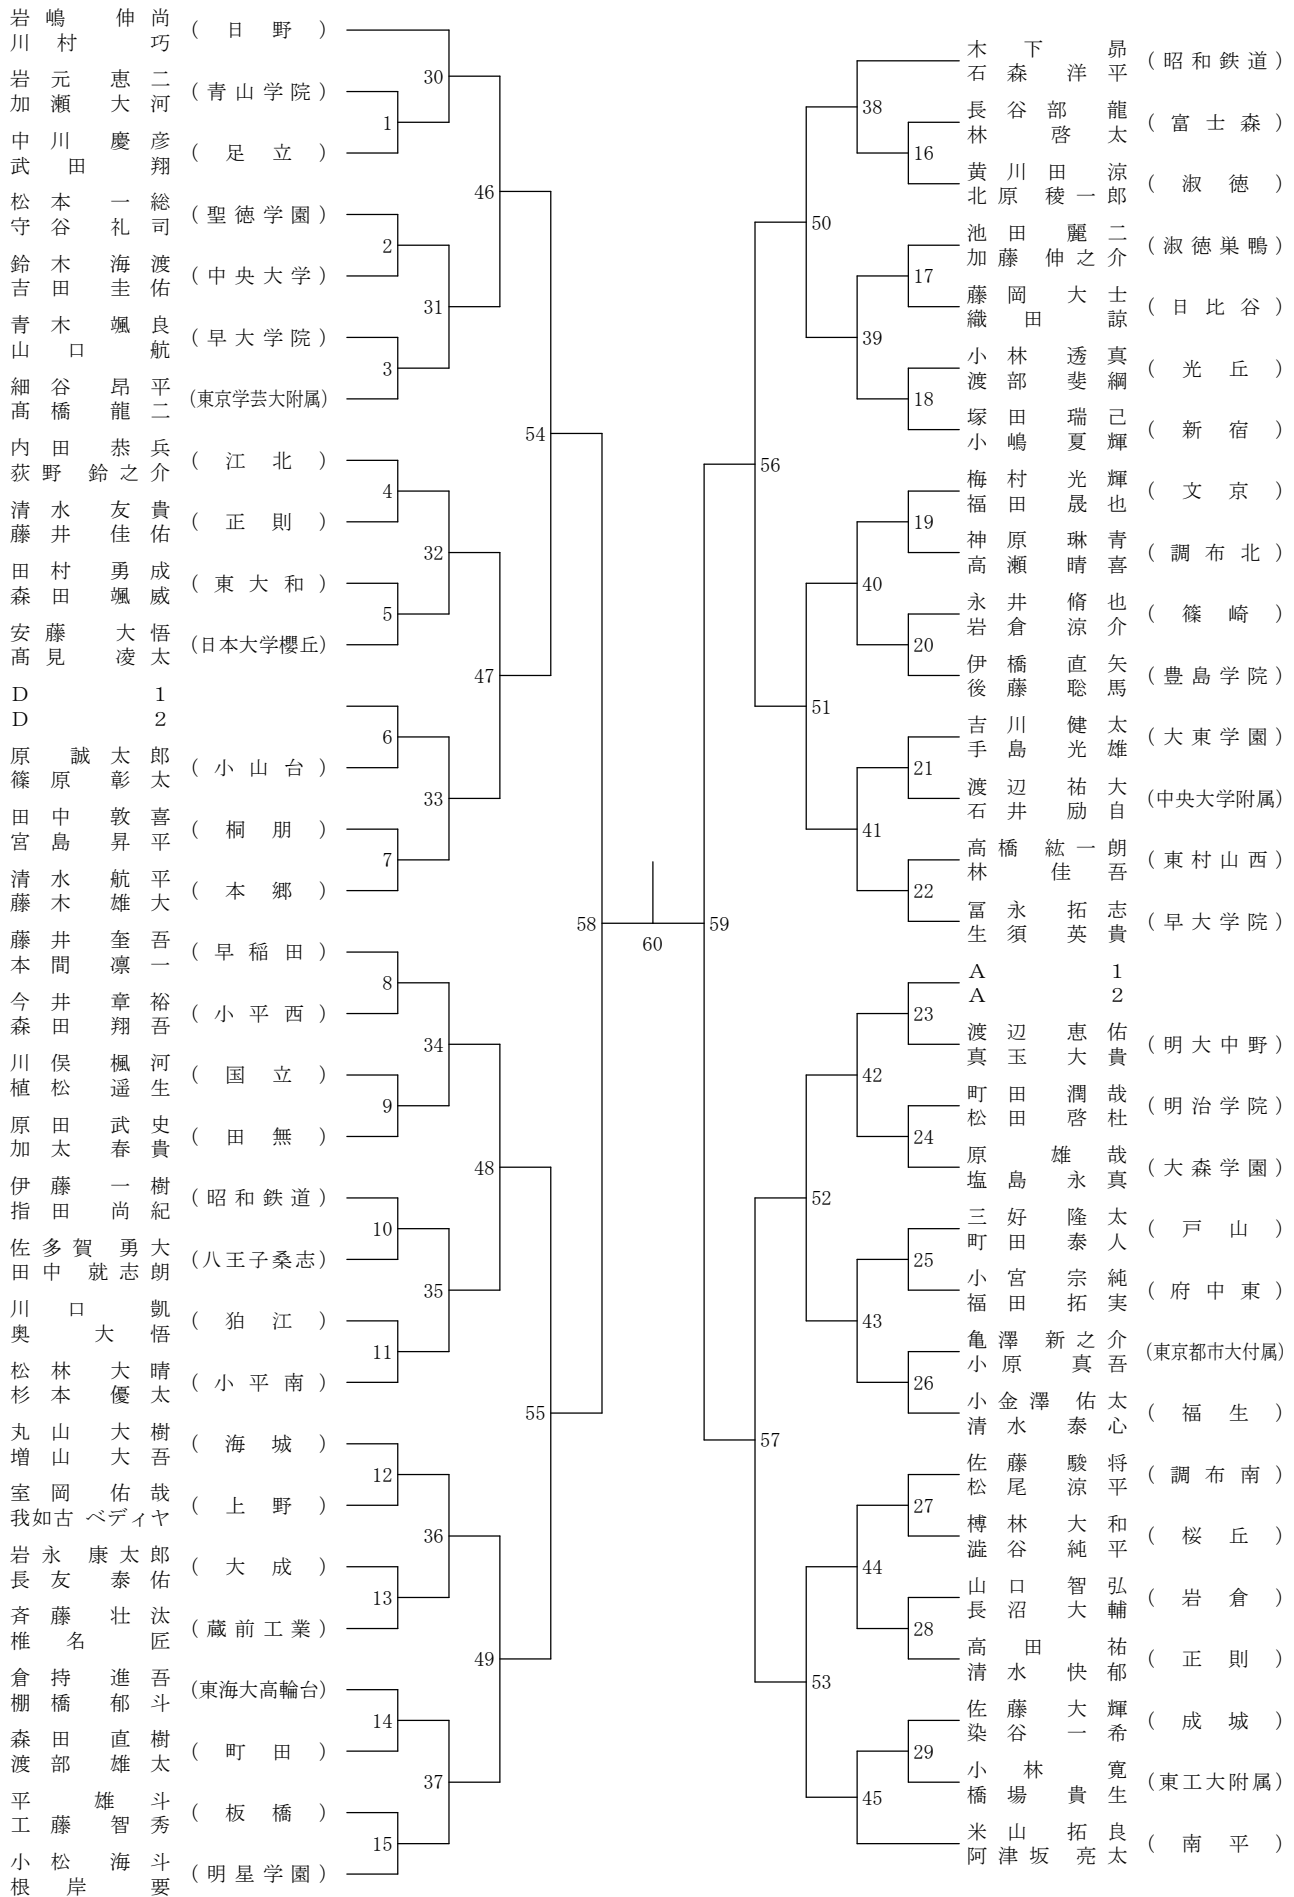 岩嶋 伸尚
川村 巧
(日野)
岩元 恵二
加瀬 大河
(青山学院)
中川 慶彦
武田 翔
(足立)
松本 一総
守谷 礼司
(聖徳学園)
鈴木 海渡
吉田 圭佑
(中央大学)
青木 颯良
山口 航
(早大学院)
細谷 昂平
髙橋 龍二
(東京学芸大附属)
内田 恭兵
荻野 鈴之介
(江北)
清水 友貴
藤井 佳佑
(正則)
田村 勇成
森田 颯威
(東大和)
安藤 大悟
髙見 凌太
(日本大学櫻丘)
D 1
D 2
原 誠太郎
篠原 彰太
(小山台)
田中 敦喜
宮島 昇平
(桐朋)
清水 航平
藤木 雄大
(本郷)
藤井 奎吾
本間 凛一
(早稲田)
今井 章裕
森田 翔吾
(小平西)
川俣 楓河
植松 遥生
(国立)
原田 武史
加太 春貴
(田無)
伊藤 一樹
指田 尚紀
(昭和鉄道)
佐多賀 勇大
田中 就志朗
(八王子桑志)
川口 凱
奥 大悟
(狛江)
松林 大晴
杉本 優太
(小平南)
丸山 大樹
増山 大吾
(海城)
室岡 佑哉
我如古 ベディヤ
(上野)
岩永 康太郎
長友 泰佑
(大成)
斉藤 壮汰
椎名 匠
(蔵前工業)
倉持 進吾
棚橋 郁斗
(東海大高輪台)
森田 直樹
渡部 雄太
(町田)
平 雄斗
工藤 智秀
(板橋)
小松 海斗
根岸 要
(明星学園)
30
1
46
2
31
3
54
4
32
5
47
6
33
7
58
8
34
9
48
10
35
11
55
12
36
13
49
14
37
15
60
59
38
16
50
17
39
18
56
19
40
20
51
21
41
22
23
42
24
52
25
43
26
57
27
44
28
53
29
45
木下 昴
石森 洋平
(昭和鉄道)
長谷部 龍
林 啓太
(富士森)
黄川田 涼
北原 稜一郎
(淑徳)
池田 麗二
加藤 伸之介
(淑徳巣鴨)
藤岡 大士
織田 諒
(日比谷)
小林 透真
渡部 斐綱
(光丘)
塚田 瑞己
小嶋 夏輝
(新宿)
梅村 光輝
福田 晟也
(文京)
神原 琳青
高瀬 晴喜
(調布北)
永井 脩也
岩倉 涼介
(篠崎)
伊橋 直矢
後藤 聡馬
(豊島学院)
吉川 健太
手島 光雄
(大東学園)
渡辺 祐大
石井 励自
(中央大学附属)
高橋 紘一朗
林 佳吾
(東村山西)
冨永 拓志
生須 英貴
(早大学院)
A 1
A 2
渡辺 恵佑
真玉 大貴
(明大中野)
町田 潤哉
松田 啓杜
(明治学院)
原 雄哉
塩島 永真
(大森学園)
三好 隆太
町田 泰人
(戸山)
小宮 宗純
福田 拓実
(府中東)
亀澤 新之介
小原 真吾
(東京都市大付属)
小金澤 佑太
清水 泰心
(福生)
佐藤 駿将
松尾 涼平
(調布南)
榑林 大和
澁谷 純平
(桜丘)
山口 智弘
長沼 大輔
(岩倉)
高田 祐
清水 快郁
(正則)
佐藤 大輝
染谷 一希
(成城)
小林 寛
橋場 貴生
(東工大附属)
米山 拓良
阿津坂 亮太
(南平)